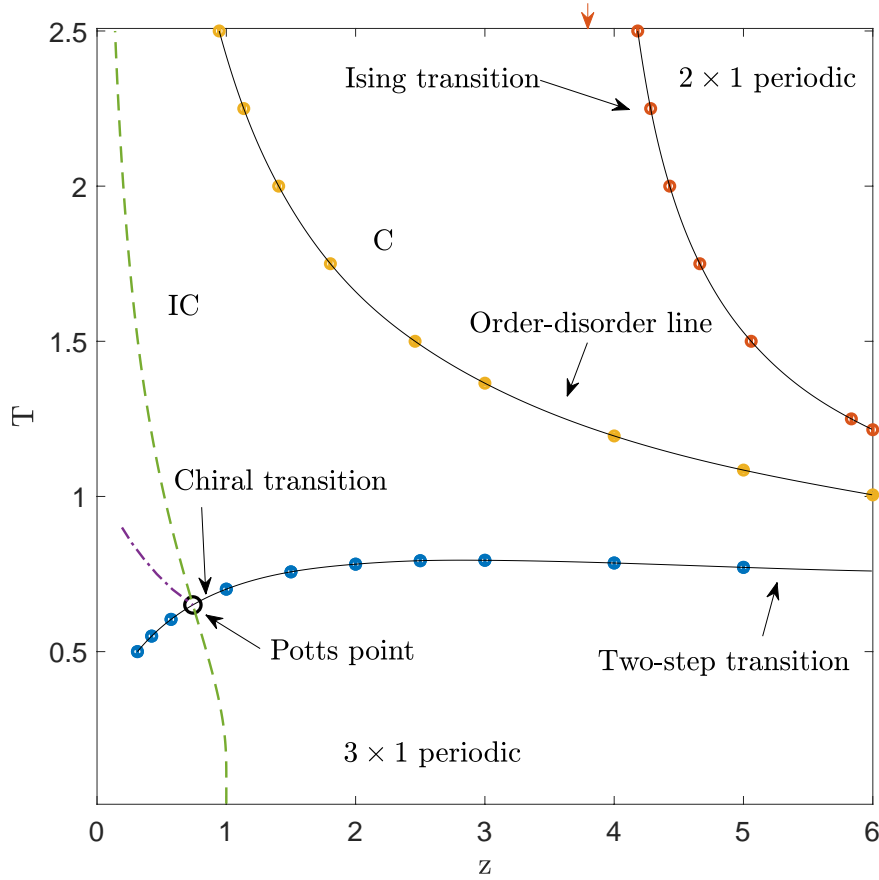 2.5
Ising transition
2 × 1 periodic
2
C
IC
1.5
Order-disorder line
T
Chiral transition
1
Potts point
0.5
Two-step transition
3 × 1 periodic
0 1 2 3 4 5 6
z